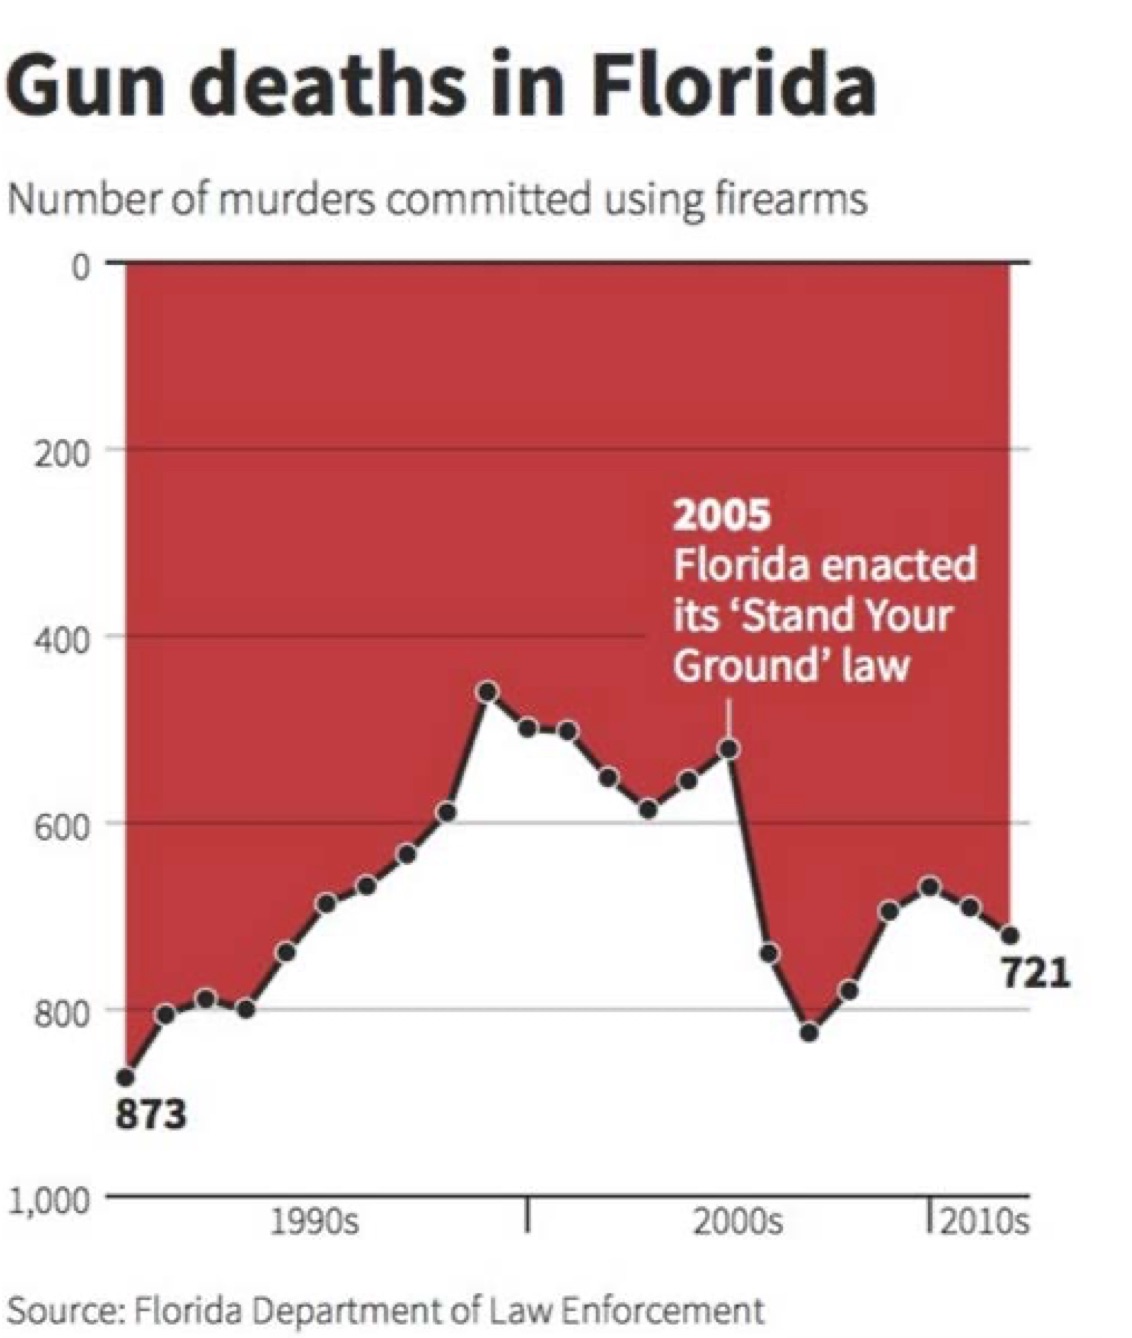 Gun deaths in Florida
Number of murders committed using firearms
0
200
2005
Florida enacted
its ‘Stand Your
Ground’ law
400
600
800
721
873
1,000
1990s
2000s
2010s
Source: Florida Department of Law Enforcement